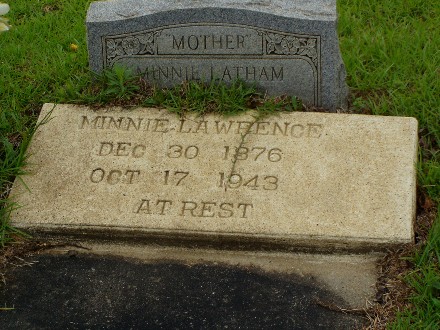 "MOTHER"
MINNIE LATHAM
MINNIE LAWRENCE
DEC 30 1876
OCT 17 1943
AT REST